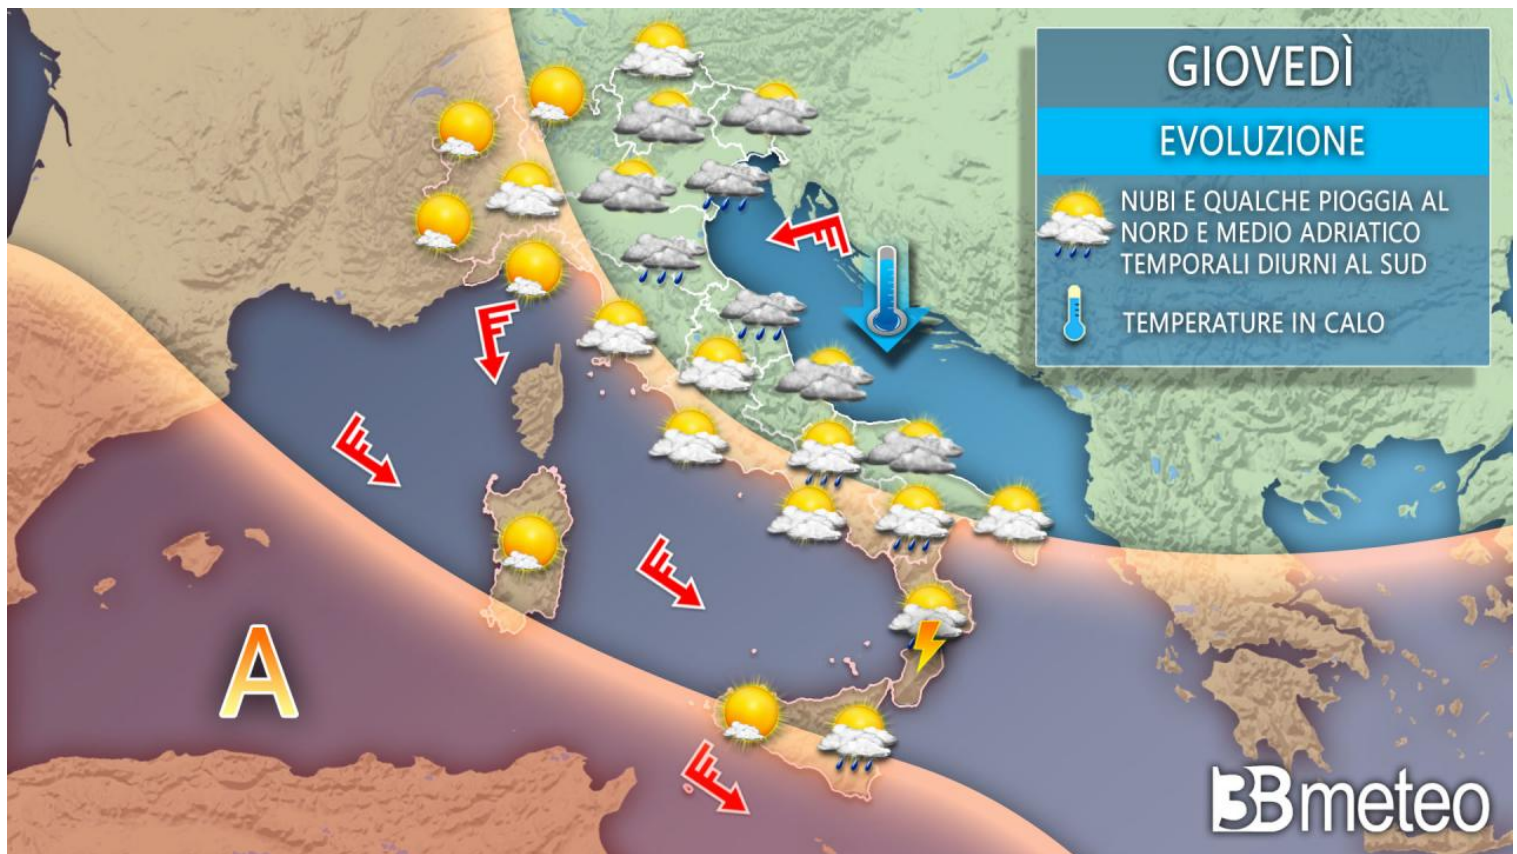 GIOVEDÌ
EVOLUZIONE
NUBI E QUALCHE PIOGGIA AL
NORD E MEDIO ADRIATICO
TEMPORALI DIURNI AL SUD
TEMPERATURE IN CALO
A
3Bmeteo